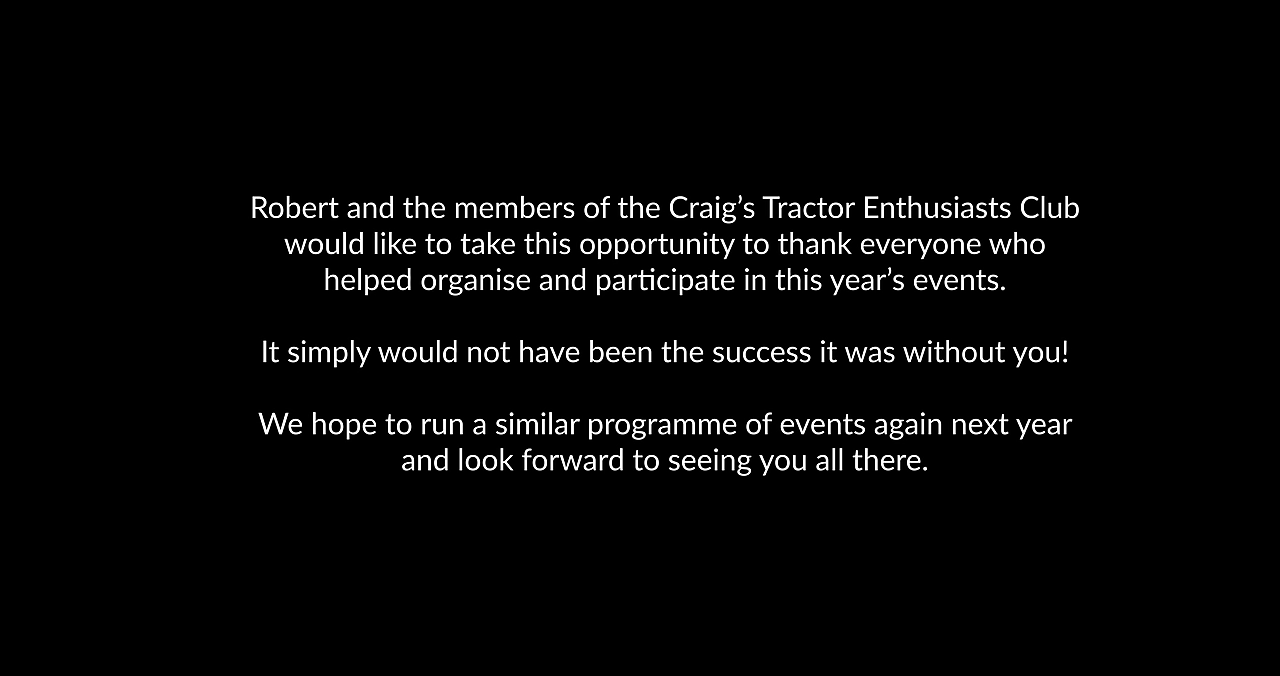 Robert and the members of the Craig’s Tractor Enthusiasts Club
would like to take this opportunity to thank everyone who
helped organise and participate in this year’s events.
It simply would not have been the success it was without you!
We hope to run a similar programme of events again next year
and look forward to seeing you all there.